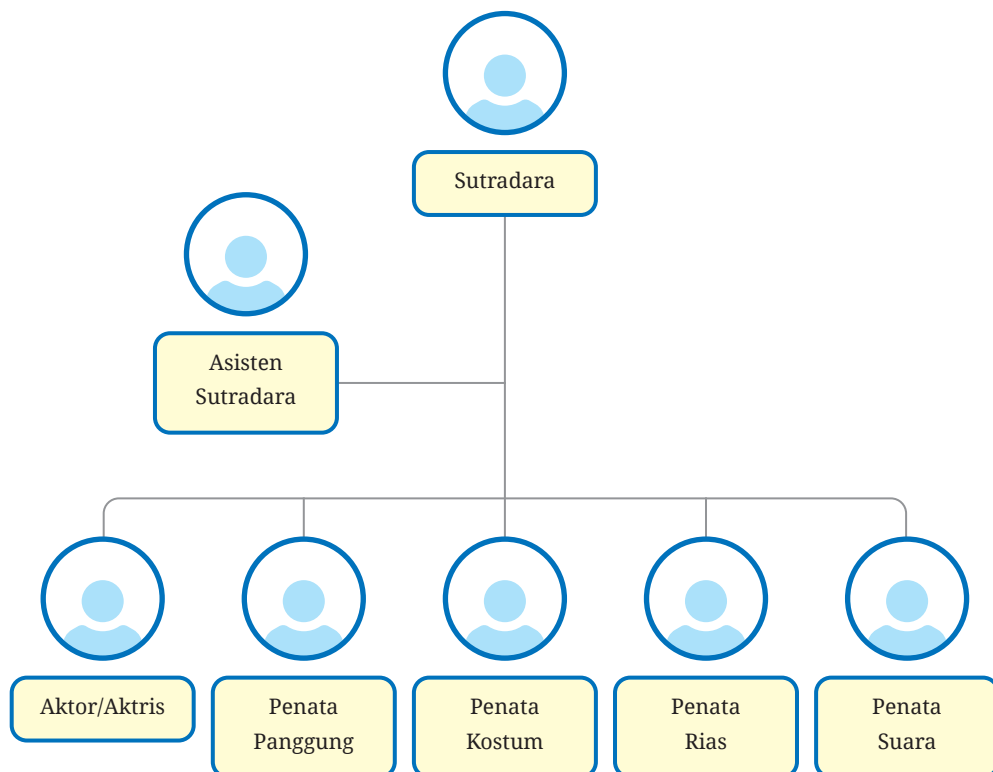 Sutradara
Asisten
Sutradara
Aktor/Aktris
Penata
Panggung
Penata
Kostum
Penata
Rias
Penata
Suara